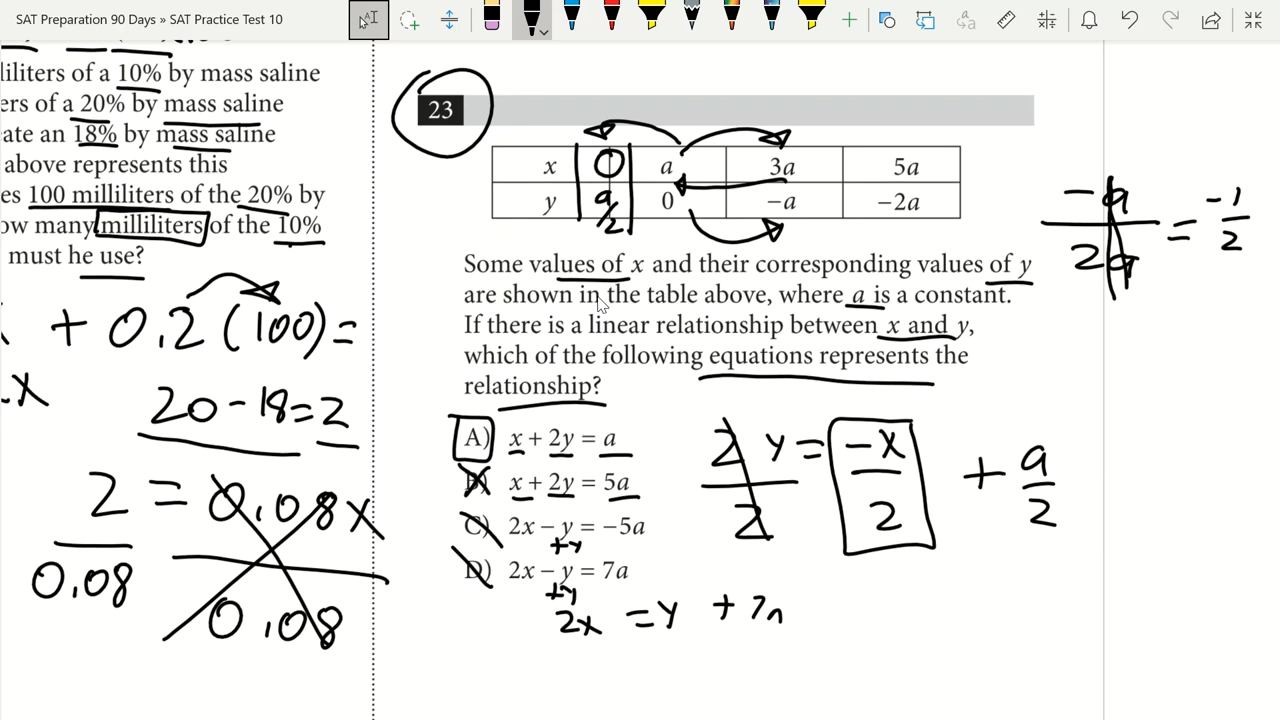 SAT Preparation 90 Days » SAT Practice Test 10
liliters of a 10% by mass saline
ers of a 20% by mass saline
ate an 18% by mass saline
above represents this
es 100 milliliters of the 20% by
ow many milliliters of the 10%
must he use?
+ 0.2 (100) =
.x
20 - 18 = 2
2 = 0.08x
0.08 0.08
23
x 0 a 3a 5a
y a/2 0 −a −2a
-a/2a = -1/2
Some values of x and their corresponding values of y
are shown in the table above, where a is a constant.
If there is a linear relationship between x and y,
which of the following equations represents the
relationship?
A) x + 2y = a
B) x + 2y = 5a
C) 2x − y = −5a
+y
D) 2x − y = 7a
+y
2x = y + 7a
2y/2 = -x/2 + a/2